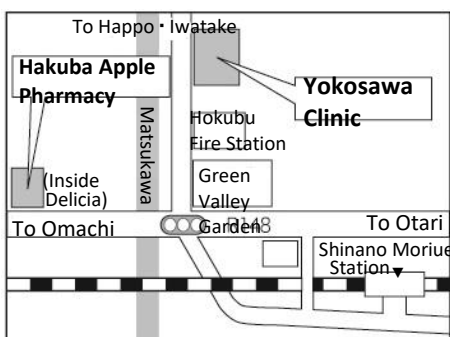 To Happo・Iwatake
Hakuba Apple
Pharmacy
Yokosawa
Clinic
Matsukawa
Hokubu
Fire Station
(Inside
Delicia)
Green
Valley
Garden
R148
To Omachi
To Otari
Shinano Moriue
Station